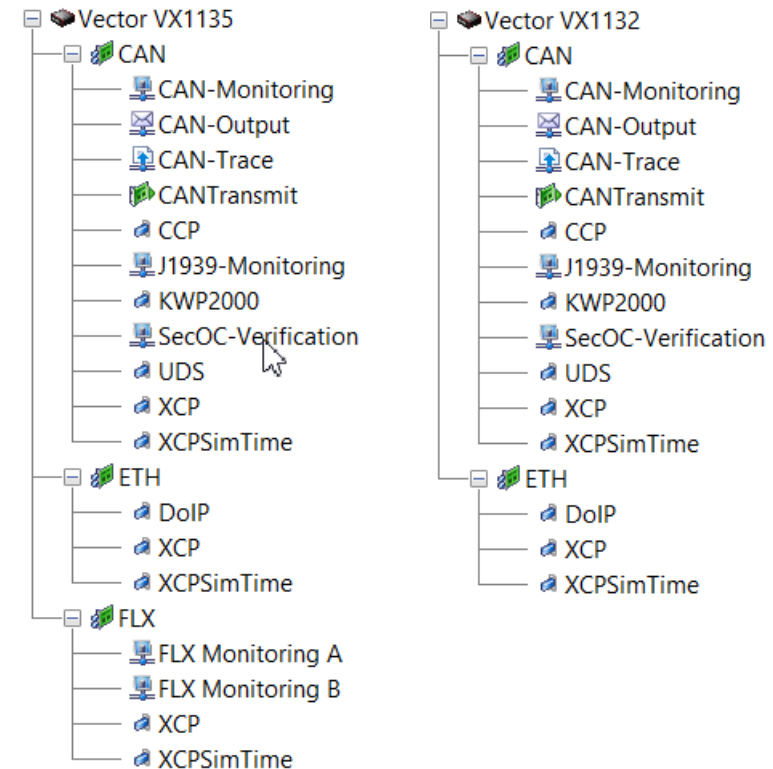 Vector VX1135
CAN
CAN-Monitoring
CAN-Output
CAN-Trace
CANTransmit
CCP
J1939-Monitoring
KWP2000
SecOC-Verification
UDS
XCP
XCPSimTime
ETH
DoIP
XCP
XCPSimTime
FLX
FLX Monitoring A
FLX Monitoring B
XCP
XCPSimTime
Vector VX1132
CAN
CAN-Monitoring
CAN-Output
CAN-Trace
CANTransmit
CCP
J1939-Monitoring
KWP2000
SecOC-Verification
UDS
XCP
XCPSimTime
ETH
DoIP
XCP
XCPSimTime